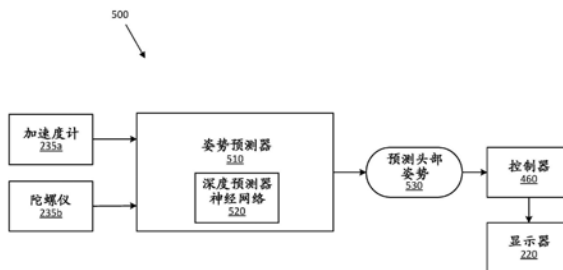 500
加速度计
235a
陀螺仪
235b
姿势预测器
510
深度预测器
神经网络
520
预测头部
姿势
530
控制器
460
显示器
220